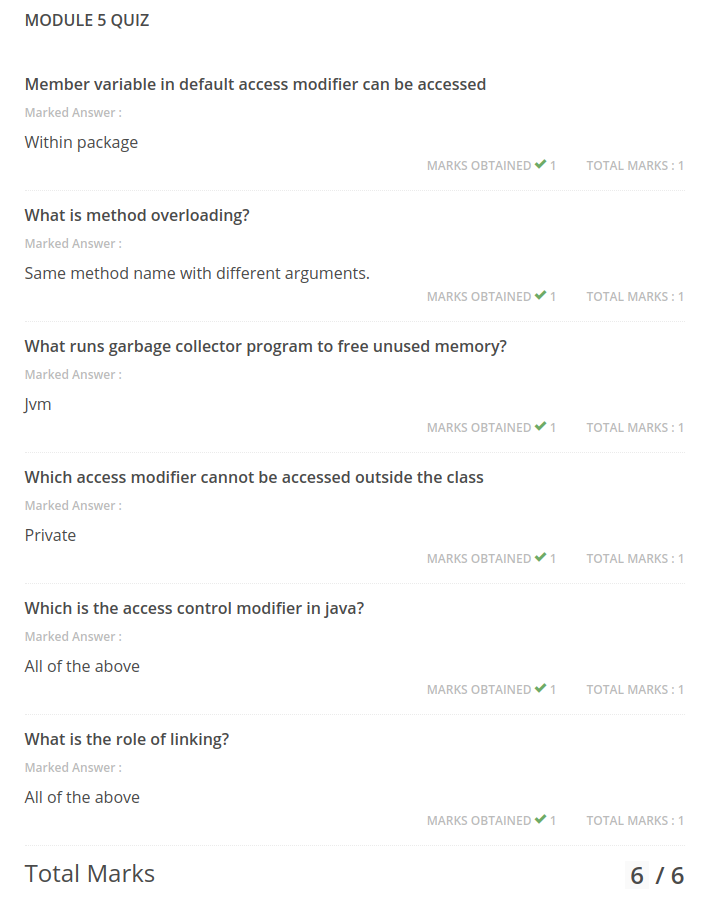 MODULE 5 QUIZ
Member variable in default access modifier can be accessed
Marked Answer :
Within package
MARKS OBTAINED ✔ 1 TOTAL MARKS : 1
What is method overloading?
Marked Answer :
Same method name with different arguments.
MARKS OBTAINED ✔ 1 TOTAL MARKS : 1
What runs garbage collector program to free unused memory?
Marked Answer :
Jvm
MARKS OBTAINED ✔ 1 TOTAL MARKS : 1
Which access modifier cannot be accessed outside the class
Marked Answer :
Private
MARKS OBTAINED ✔ 1 TOTAL MARKS : 1
Which is the access control modifier in java?
Marked Answer :
All of the above
MARKS OBTAINED ✔ 1 TOTAL MARKS : 1
What is the role of linking?
Marked Answer :
All of the above
MARKS OBTAINED ✔ 1 TOTAL MARKS : 1
Total Marks 6 / 6